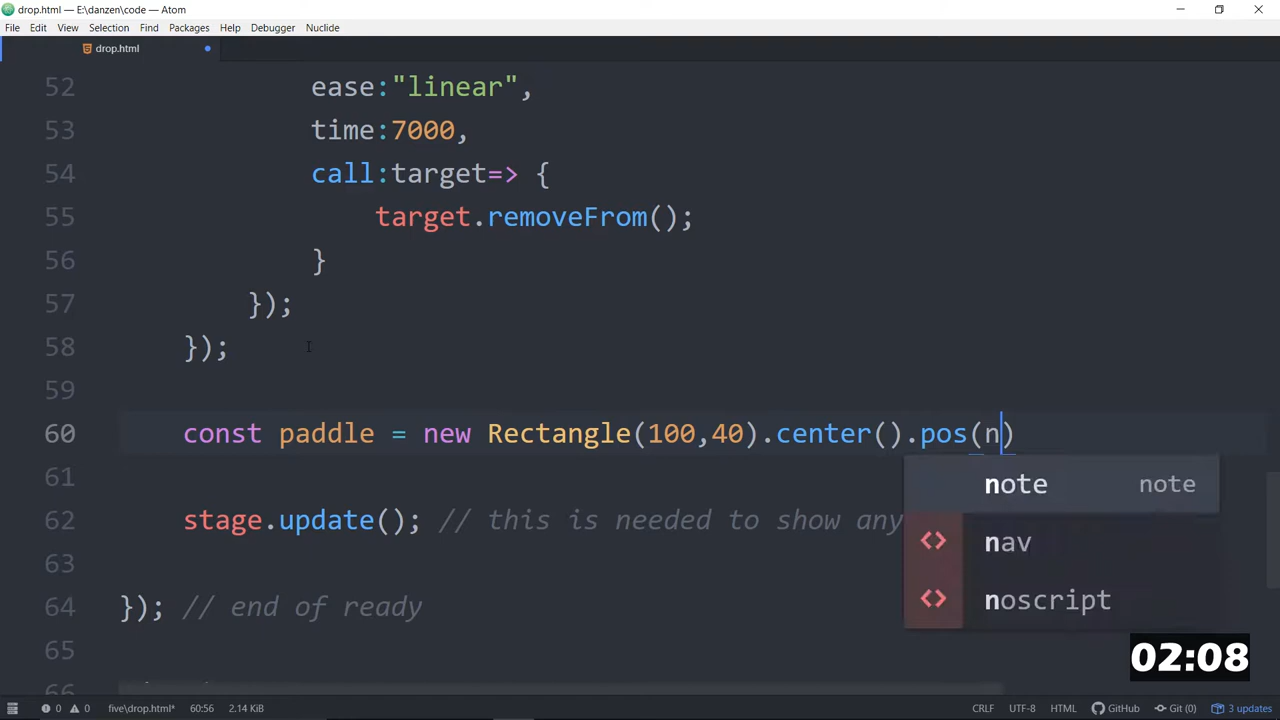 drop.html — E:\danzen\code — Atom
File Edit View Selection Find Packages Help Debugger Nuclide
drop.html
52 ease:"linear",
53 time:7000,
54 call:target=> {
55 target.removeFrom();
56 }
57 });
58 });
59
60 const paddle = new Rectangle(100,40).center().pos(n)
note note
61
62 stage.update(); // this is needed to show any
nav
63
noscript
64 }); // end of ready
65
66
02:08
0 0 five\drop.html* 60:56 2.14 KiB CRLF UTF-8 HTML GitHub Git (0) 3 updates